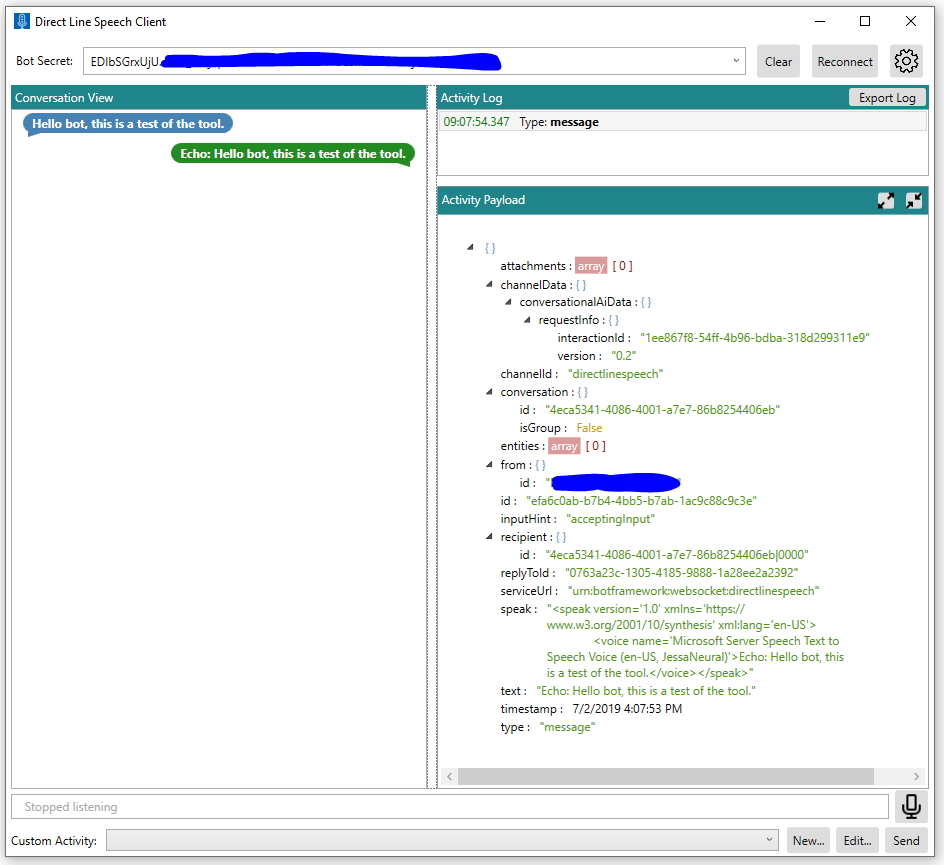 Direct Line Speech Client
Bot Secret: EDIbSGrxUjU. Clear Reconnect
Conversation View
Hello bot, this is a test of the tool.
Echo: Hello bot, this is a test of the tool.
Activity Log Export Log
09:07:54.347 Type: message
Activity Payload
{ }
attachments : array [ 0 ]
channelData : { }
conversationalAiData : { }
requestInfo : { }
interactionId : "1ee867f8-54ff-4b96-bdba-318d299311e9"
version : "0.2"
channelId : "directlinespeech"
conversation : { }
id : "4eca5341-4086-4001-a7e7-86b8254406eb"
isGroup : False
entities : array [ 0 ]
from : { }
id : "
id : "efa6c0ab-b7b4-4bb5-b7ab-1ac9c88c9c3e"
inputHint : "acceptingInput"
recipient : { }
id : "4eca5341-4086-4001-a7e7-86b8254406eb|0000"
replyToId : "0763a23c-1305-4185-9888-1a28ee2a2392"
serviceUrl : "urn:botframework:websocket:directlinespeech"
speak : "<speak version='1.0' xmlns='https://
www.w3.org/2001/10/synthesis' xml:lang='en-US'>
<voice name='Microsoft Server Speech Text to
Speech Voice (en-US, JessaNeural)'>Echo: Hello bot, this
is a test of the tool.</voice></speak>"
text : "Echo: Hello bot, this is a test of the tool."
timestamp : 7/2/2019 4:07:53 PM
type : "message"
Stopped listening
Custom Activity: New... Edit... Send